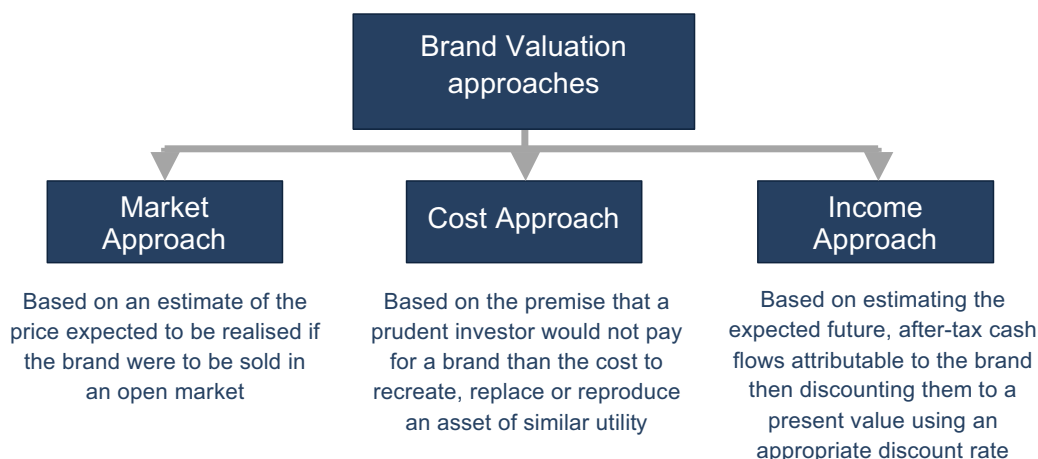 Brand Valuation
approaches
Market
Approach
Cost Approach
Income
Approach
Based on an estimate of the
price expected to be realised if
the brand were to be sold in
an open market
Based on the premise that a
prudent investor would not pay
for a brand than the cost to
recreate, replace or reproduce
an asset of similar utility
Based on estimating the
expected future, after-tax cash
flows attributable to the brand
then discounting them to a
present value using an
appropriate discount rate